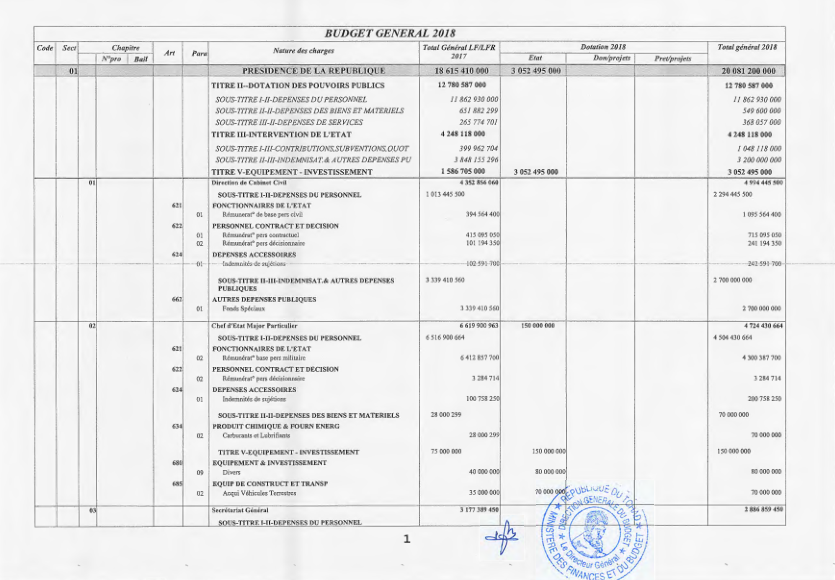 BUDGET GENERAL 2018
Code Sect Chapitre Art Para Nature des charges Total Général LF/LFR 2017 Dotation 2018 Total général 2018
N°pro Bail Etat Don/projets Pret/projets
01 PRESIDENCE DE LA REPUBLIQUE 18 615 410 000 3 052 495 000 20 081 200 000
TITRE II--DOTATION DES POUVOIRS PUBLICS 12 780 587 000 12 780 587 000
SOUS-TITRE I-II-DEPENSES DU PERSONNEL 11 862 930 000 11 862 930 000
SOUS-TITRE II-II-DEPENSES DES BIENS ET MATERIELS 651 882 299 549 600 000
SOUS-TITRE III-II-DEPENSES DE SERVICES 265 774 701 368 057 000
TITRE III-INTERVENTION DE L'ETAT 4 248 118 000 4 248 118 000
SOUS-TITRE I-III-CONTRIBUTIONS,SUBVENTIONS,QUOT 399 962 704 1 048 118 000
SOUS-TITRE II-III-INDEMNISAT.& AUTRES DEPENSES PU 3 848 155 296 3 200 000 000
TITRE V-EQUIPEMENT - INVESTISSEMENT 1 586 705 000 3 052 495 000 3 052 495 000
01 Direction de Cabinet Civil 4 352 856 060 4 994 445 500
SOUS-TITRE I-II-DEPENSES DU PERSONNEL 1 013 445 500 2 294 445 500
621 FONCTIONNAIRES DE L'ETAT
01 Rémunerat° de base pers civil 394 564 400 1 095 564 400
622 PERSONNEL CONTRACT ET DECISION
01 Rémunérat° pers contractuel 415 095 050 715 095 050
02 Rémunérat° pers décisionnaire 101 194 350 241 194 350
624 DEPENSES ACCESSOIRES
01 Indemnités de sujétions 102 591 700 242 591 700
SOUS-TITRE II-III-INDEMNISAT.& AUTRES DEPENSES PUBLIQUES 3 339 410 560 2 700 000 000
662 AUTRES DEPENSES PUBLIQUES
01 Fonds Spéciaux 3 339 410 560 2 700 000 000
02 Chef d'Etat Major Particulier 6 619 900 963 150 000 000 4 724 430 664
SOUS-TITRE I-II-DEPENSES DU PERSONNEL 6 516 900 664 4 504 430 664
621 FONCTIONNAIRES DE L'ETAT
02 Rémunérat° base pers militaire 6 412 857 700 4 300 387 700
622 PERSONNEL CONTRACT ET DECISION
02 Rémunérat° pers décisionnaire 3 284 714 3 284 714
624 DEPENSES ACCESSOIRES
01 Indemnités de sujétions 100 758 250 200 758 250
SOUS-TITRE II-II-DEPENSES DES BIENS ET MATERIELS 28 000 299 70 000 000
634 PRODUIT CHIMIQUE & FOURN ENERG
02 Carburants et Lubrifiants 28 000 299 70 000 000
TITRE V-EQUIPEMENT - INVESTISSEMENT 75 000 000 150 000 000 150 000 000
680 EQUIPEMENT & INVESTISSEMENT
09 Divers 40 000 000 80 000 000 80 000 000
685 EQUIP DE CONSTRUCT ET TRANSP
02 Acqui Véhicules Terrestres 35 000 000 70 000 000 70 000 000
03 Secrétariat Général 3 177 389 450 2 886 859 450
SOUS-TITRE I-II-DEPENSES DU PERSONNEL
1
REPUBLIQUE DU TCHAD
DIRECTION GENERALE DU BUDGET
Le Directeur Général
MINISTERE DES FINANCES ET DU BUDGET